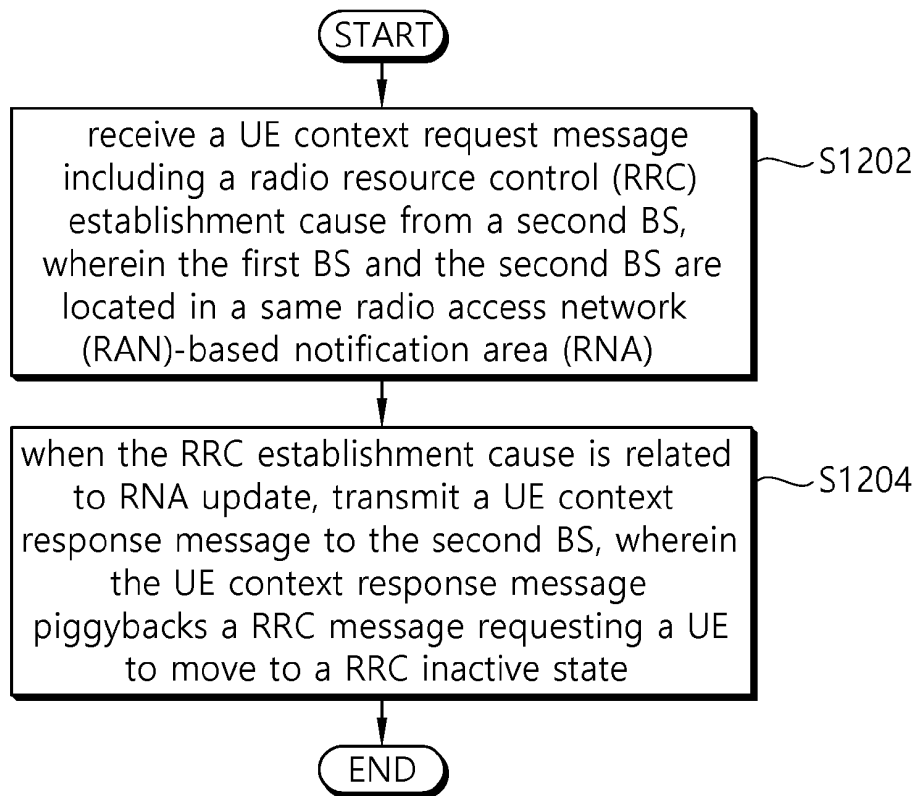 START
receive a UE context request message
including a radio resource control (RRC)
establishment cause from a second BS,
wherein the first BS and the second BS are
located in a same radio access network
(RAN)-based notification area (RNA)
S1202
when the RRC establishment cause is related
to RNA update, transmit a UE context
response message to the second BS, wherein
the UE context response message
piggybacks a RRC message requesting a UE
to move to a RRC inactive state
S1204
END